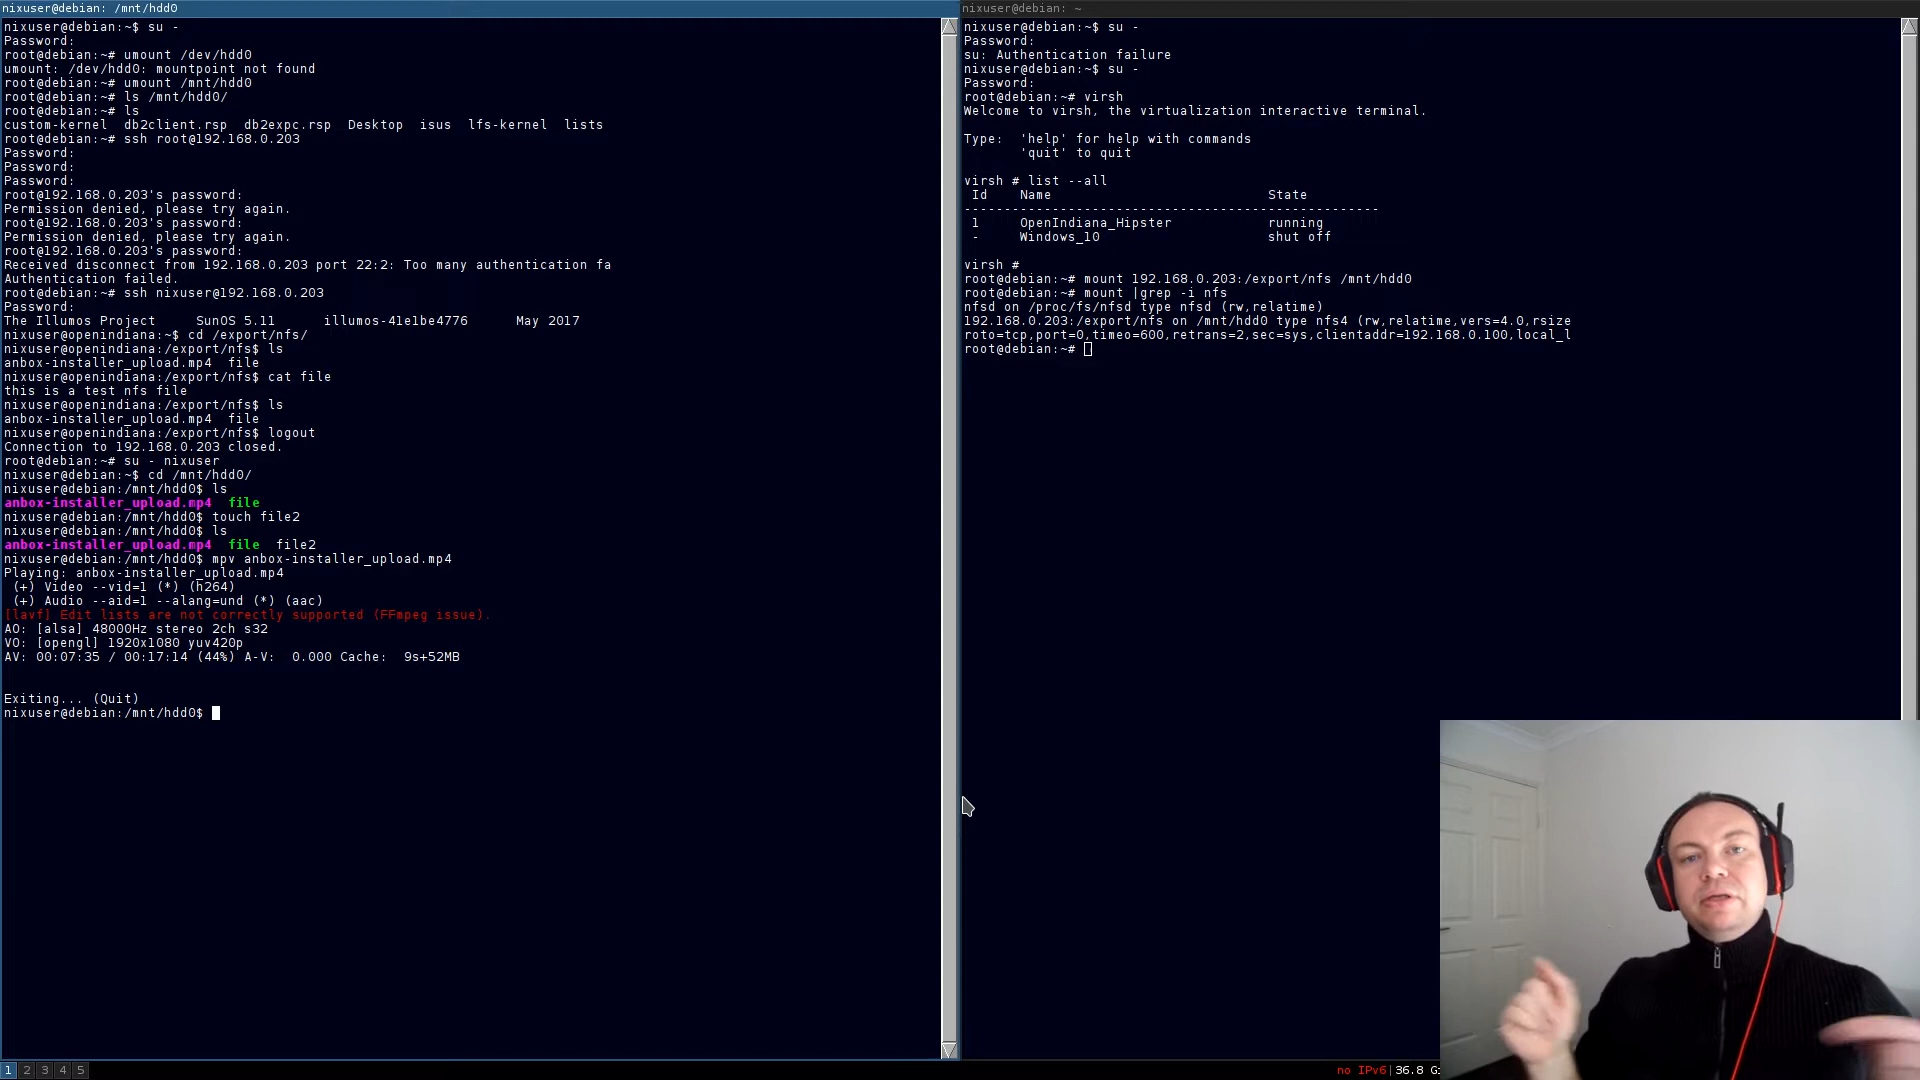 nixuser@debian: /mnt/hdd0
nixuser@debian:~$ su -
Password:
root@debian:~# umount /dev/hdd0
umount: /dev/hdd0: mountpoint not found
root@debian:~# umount /mnt/hdd0
root@debian:~# ls /mnt/hdd0/
root@debian:~# ls
custom-kernel  db2client.rsp  db2expc.rsp  Desktop  isus  lfs-kernel  lists
root@debian:~# ssh root@192.168.0.203
Password:
Password:
Password:
root@192.168.0.203's password:
Permission denied, please try again.
root@192.168.0.203's password:
Permission denied, please try again.
root@192.168.0.203's password:
Received disconnect from 192.168.0.203 port 22:2: Too many authentication fa
Authentication failed.
root@debian:~# ssh nixuser@192.168.0.203
Password:
The Illumos Project     SunOS 5.11      illumos-41e1be4776      May 2017
nixuser@openindiana:~$ cd /export/nfs/
nixuser@openindiana:/export/nfs$ ls
anbox-installer_upload.mp4  file
nixuser@openindiana:/export/nfs$ cat file
this is a test nfs file
nixuser@openindiana:/export/nfs$ ls
anbox-installer_upload.mp4  file
nixuser@openindiana:/export/nfs$ logout
Connection to 192.168.0.203 closed.
root@debian:~# su - nixuser
nixuser@debian:~$ cd /mnt/hdd0/
nixuser@debian:/mnt/hdd0$ ls
anbox-installer_upload.mp4  file
nixuser@debian:/mnt/hdd0$ touch file2
nixuser@debian:/mnt/hdd0$ ls
anbox-installer_upload.mp4  file  file2
nixuser@debian:/mnt/hdd0$ mpv anbox-installer_upload.mp4
Playing: anbox-installer_upload.mp4
 (+) Video --vid=1 (*) (h264)
 (+) Audio --aid=1 --alang=und (*) (aac)
[lavf] Edit lists are not correctly supported (FFmpeg issue).
AO: [alsa] 48000Hz stereo 2ch s32
VO: [opengl] 1920x1080 yuv420p
AV: 00:07:35 / 00:17:14 (44%) A-V:  0.000 Cache:  9s+52MB
Exiting... (Quit)
nixuser@debian:/mnt/hdd0$
nixuser@debian: ~
nixuser@debian:~$ su -
Password:
su: Authentication failure
nixuser@debian:~$ su -
Password:
root@debian:~# virsh
Welcome to virsh, the virtualization interactive terminal.
Type:  'help' for help with commands
       'quit' to quit
virsh # list --all
 Id    Name                           State
----------------------------------------------------
 1     OpenIndiana_Hipster            running
 -     Windows_10                     shut off
virsh #
root@debian:~# mount 192.168.0.203:/export/nfs /mnt/hdd0
root@debian:~# mount |grep -i nfs
nfsd on /proc/fs/nfsd type nfsd (rw,relatime)
192.168.0.203:/export/nfs on /mnt/hdd0 type nfs4 (rw,relatime,vers=4.0,rsize
roto=tcp,port=0,timeo=600,retrans=2,sec=sys,clientaddr=192.168.0.100,local_l
root@debian:~#
1 2 3 4 5
no IPv6|36.8 G